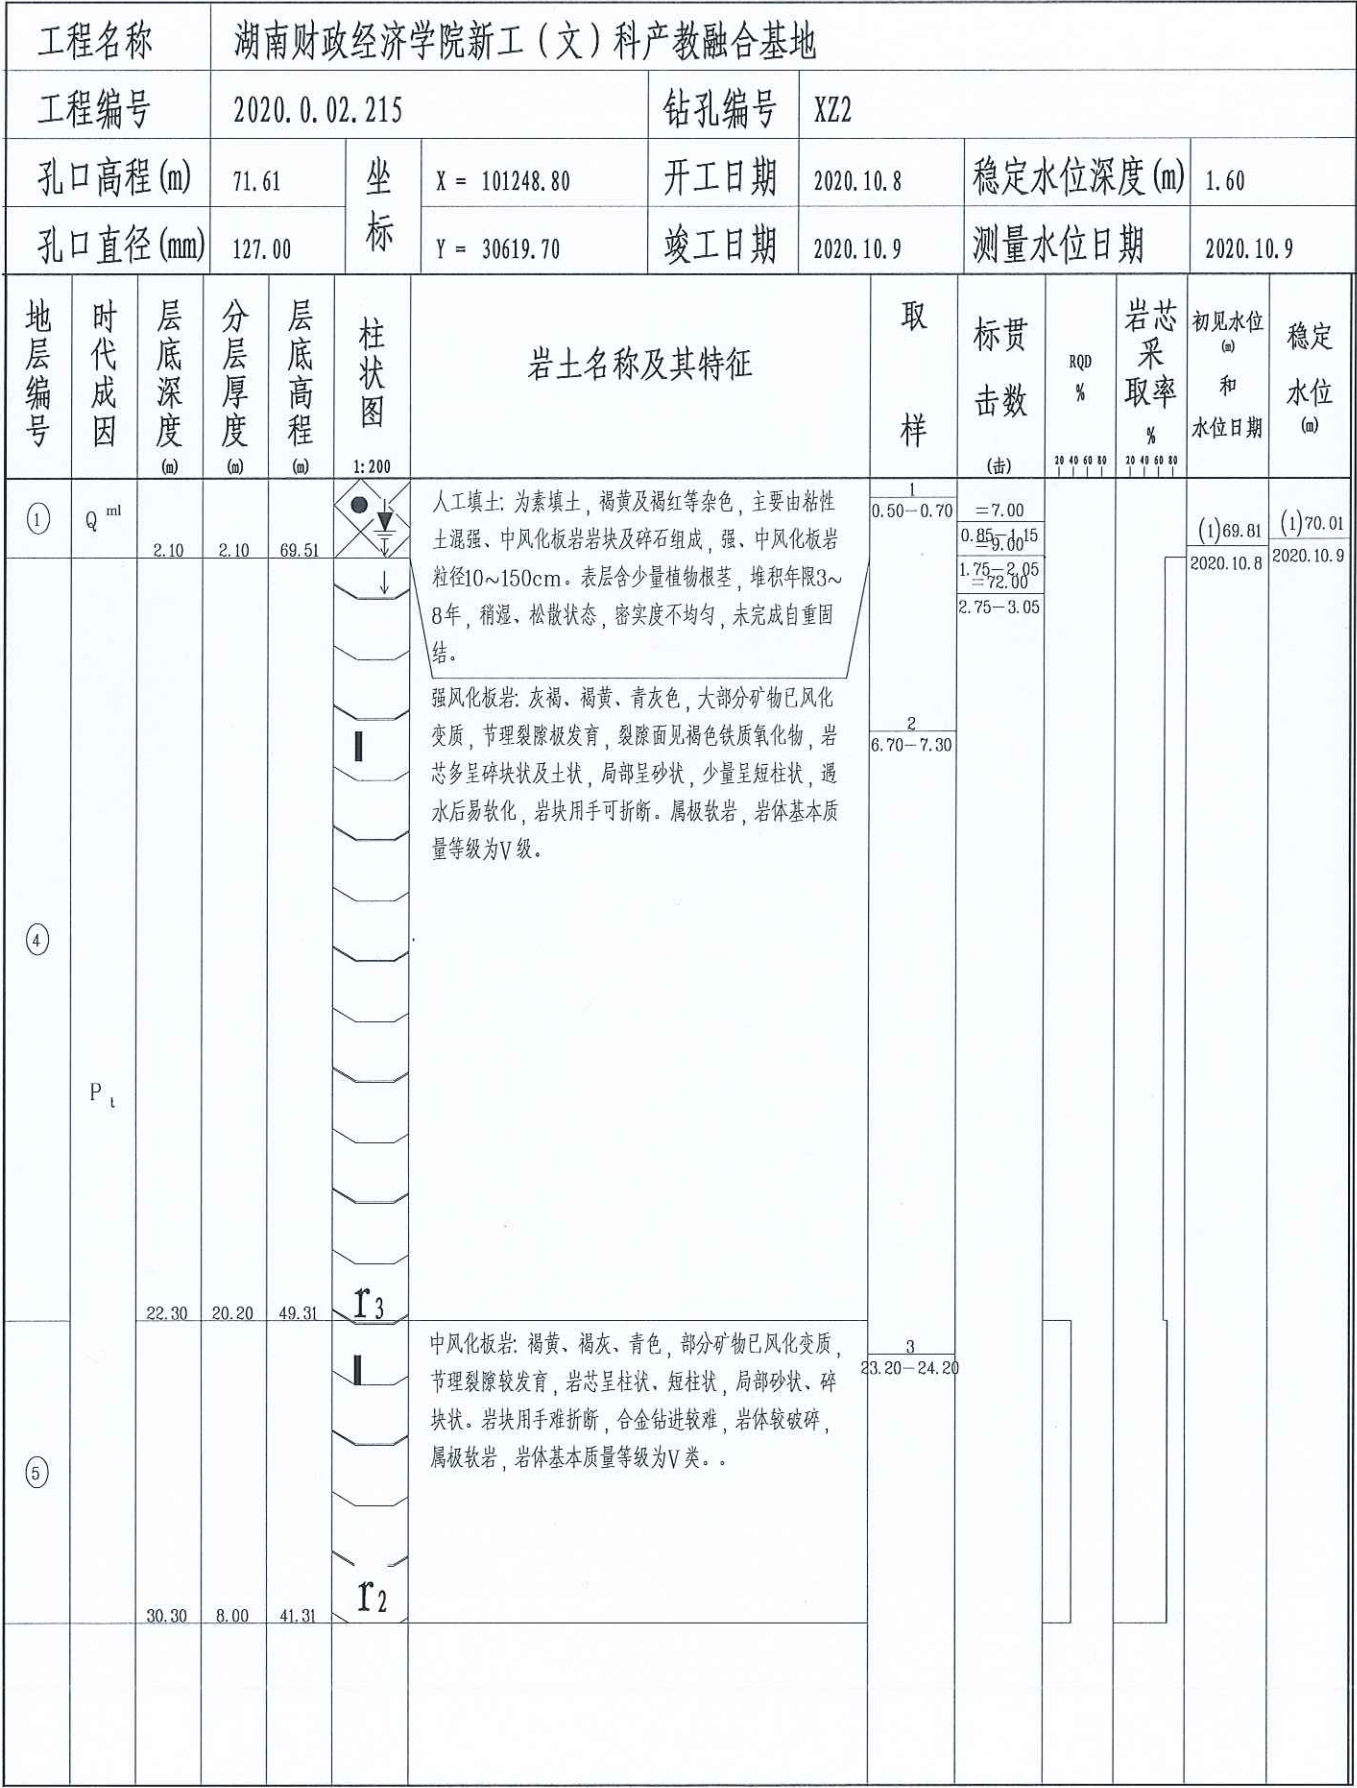 工程名称 湖南财政经济学院新工（文）科产教融合基地
工程编号 2020.0.02.215 钻孔编号 XZ2
孔口高程(m) 71.61 坐标 X = 101248.80 开工日期 2020.10.8 稳定水位深度(m) 1.60
孔口直径(mm) 127.00 Y = 30619.70 竣工日期 2020.10.9 测量水位日期 2020.10.9
地层编号 时代成因 层底深度(m) 分层厚度(m) 层底高程(m) 柱状图 1:200 岩土名称及其特征 取样 标贯击数(击) RQD % 20 40 60 80 岩芯采取率 % 20 40 60 80 初见水位(m)和水位日期 稳定水位(m)
① Q ml 2.10 2.10 69.51
人工填土: 为素填土, 褐黄及褐红等杂色, 主要由粘性
土混强、中风化板岩岩块及碎石组成, 强、中风化板岩
粒径10~150cm。表层含少量植物根茎, 堆积年限3~
8年, 稍湿、松散状态, 密实度不均匀, 未完成自重固
结。
1
0.50-0.70
=7.00
0.85-1.15
=9.00
1.75-2.05
=72.00
2.75-3.05
(1)69.81
2020.10.8
(1)70.01
2020.10.9
④ Pt 22.30 20.20 49.31 r3
强风化板岩: 灰褐、褐黄、青灰色, 大部分矿物已风化
变质, 节理裂隙极发育, 裂隙面见褐色铁质氧化物, 岩
芯多呈碎块状及土状, 局部呈砂状, 少量呈短柱状, 遇
水后易软化, 岩块用手可折断。属极软岩, 岩体基本质
量等级为V级。
2
6.70-7.30
⑤ 30.30 8.00 41.31 r2
中风化板岩: 褐黄、褐灰、青色, 部分矿物已风化变质,
节理裂隙较发育, 岩芯呈柱状、短柱状, 局部砂状、碎
块状。岩块用手难折断, 合金钻进较难, 岩体较破碎,
属极软岩, 岩体基本质量等级为V类。。
3
23.20-24.20